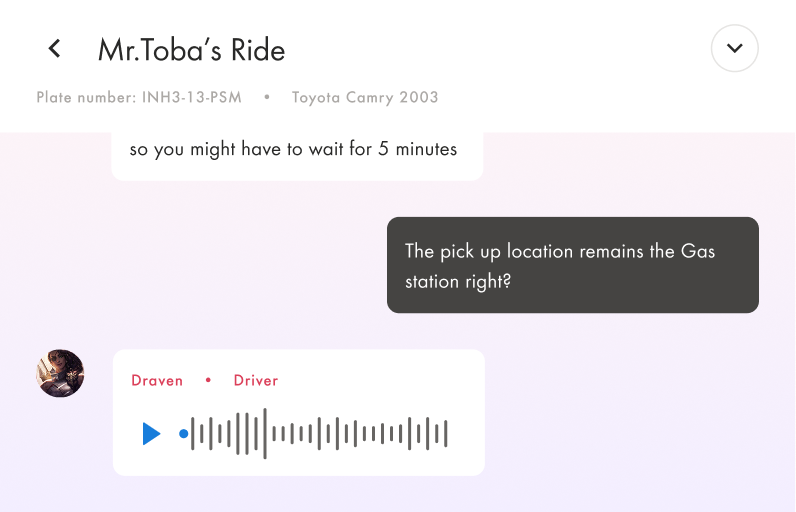 Mr.Toba’s Ride
Plate number: INH3-13-PSM • Toyota Camry 2003
so you might have to wait for 5 minutes
The pick up location remains the Gas
station right?
Draven • Driver